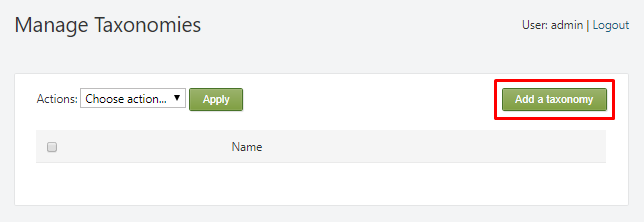 Manage Taxonomies
User: admin | Logout
Actions: Choose action... Apply Add a taxonomy
Name